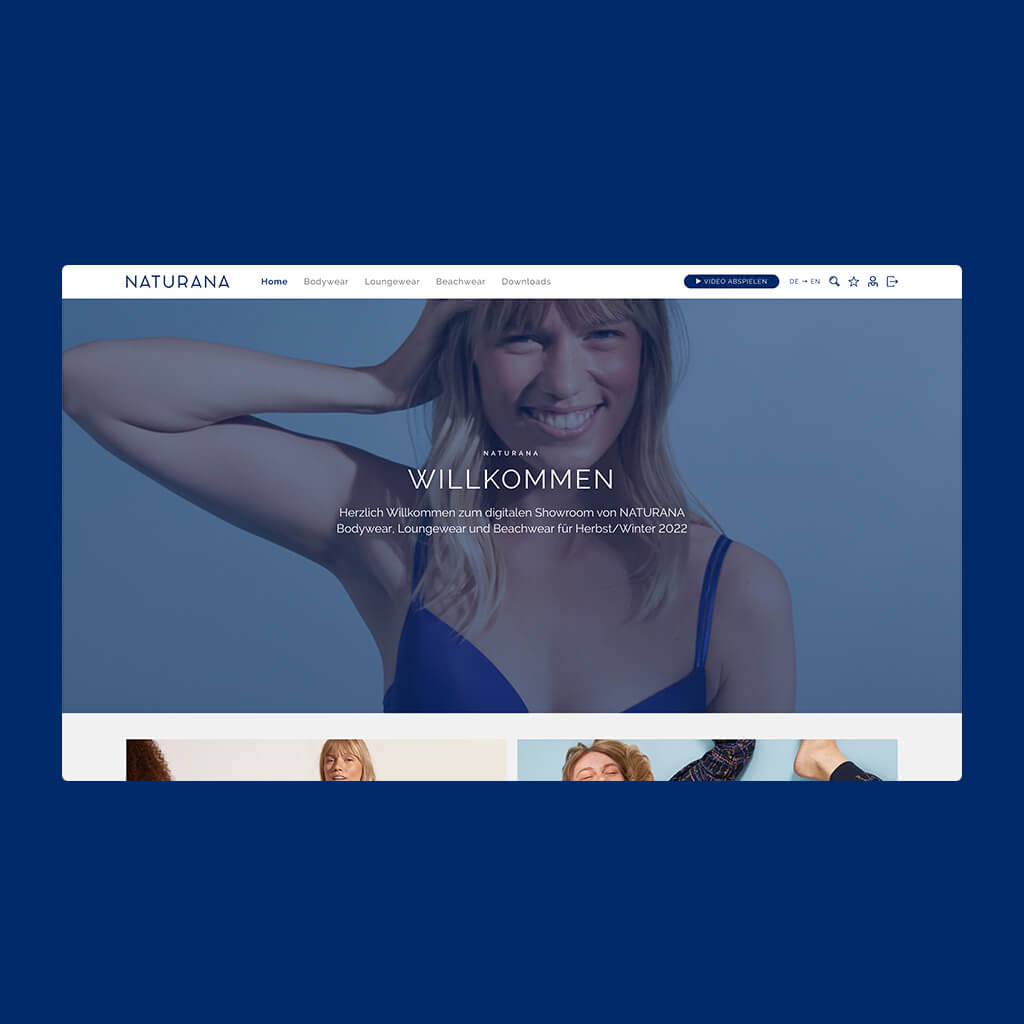 NATURANA
Home Bodywear Loungewear Beachwear Downloads
VIDEO ABSPIELEN
DE → EN
NATURANA
WILLKOMMEN
Herzlich Willkommen zum digitalen Showroom von NATURANA
Bodywear, Loungewear und Beachwear für Herbst/Winter 2022